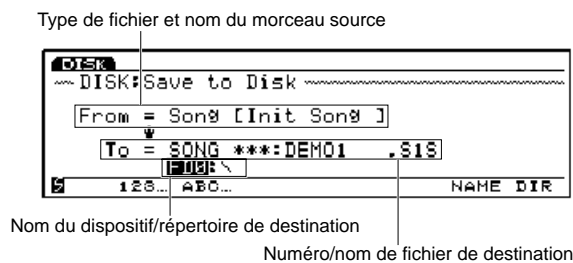 Type de fichier et nom du morceau source
DISK
DISK:Save to Disk
From = Song [Init Song ]
To = SONG ***:DEMO1 .S1S
:\
123… ABC… NAME DIR
Nom du dispositif/répertoire de destination
Numéro/nom de fichier de destination